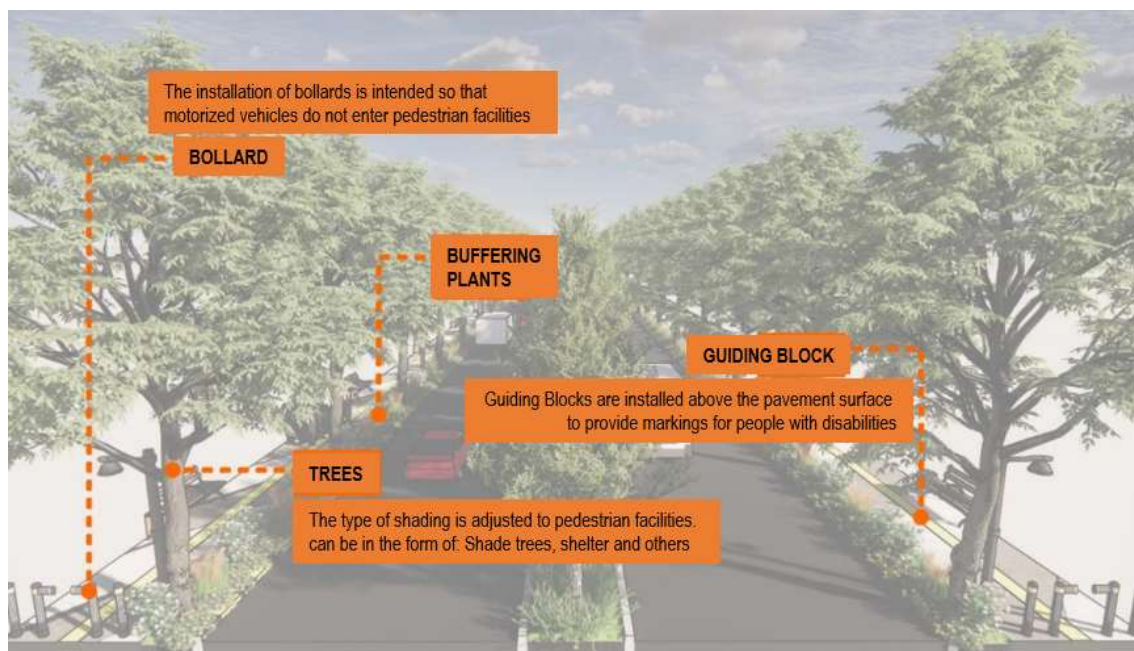 The installation of bollards is intended so that
motorized vehicles do not enter pedestrian facilities
BOLLARD
BUFFERING
PLANTS
GUIDING BLOCK
Guiding Blocks are installed above the pavement surface
to provide markings for people with disabilities
TREES
The type of shading is adjusted to pedestrian facilities.
can be in the form of: Shade trees, shelter and others